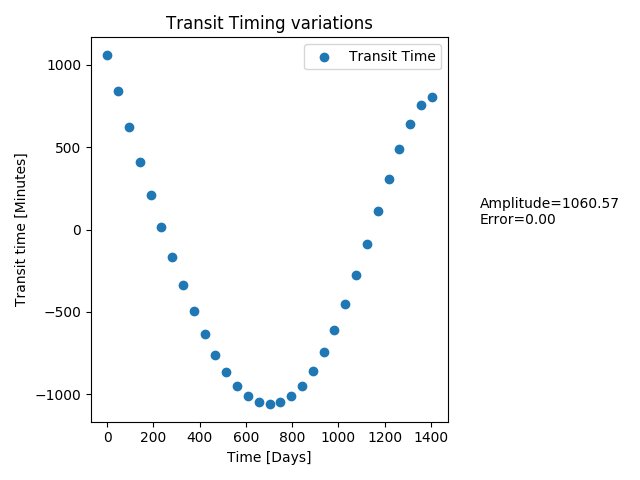 Transit Timing variations
Transit Time
1000
500
0
−500
−1000
Transit time [Minutes]
0 200 400 600 800 1000 1200 1400
Time [Days]
Amplitude=1060.57
Error=0.00